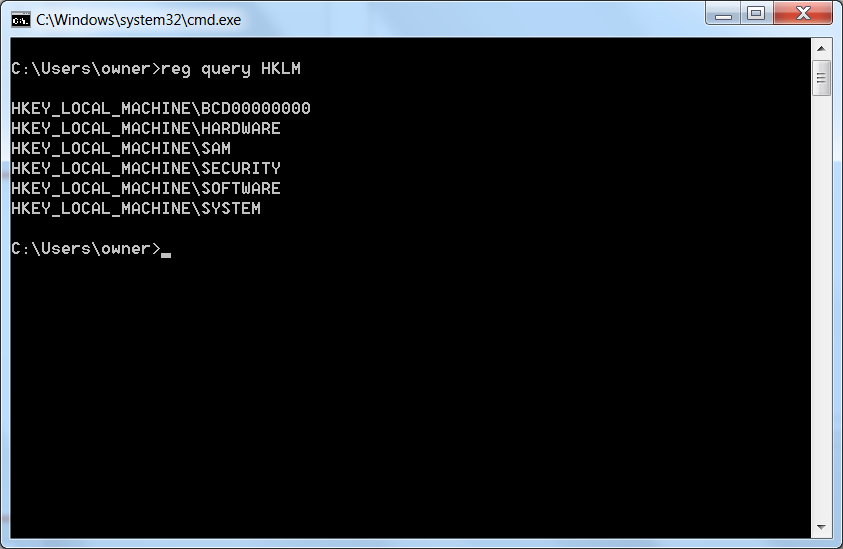 C:\Windows\system32\cmd.exe
C:\Users\owner>reg query HKLM
HKEY_LOCAL_MACHINE\BCD00000000
HKEY_LOCAL_MACHINE\HARDWARE
HKEY_LOCAL_MACHINE\SAM
HKEY_LOCAL_MACHINE\SECURITY
HKEY_LOCAL_MACHINE\SOFTWARE
HKEY_LOCAL_MACHINE\SYSTEM
C:\Users\owner>_